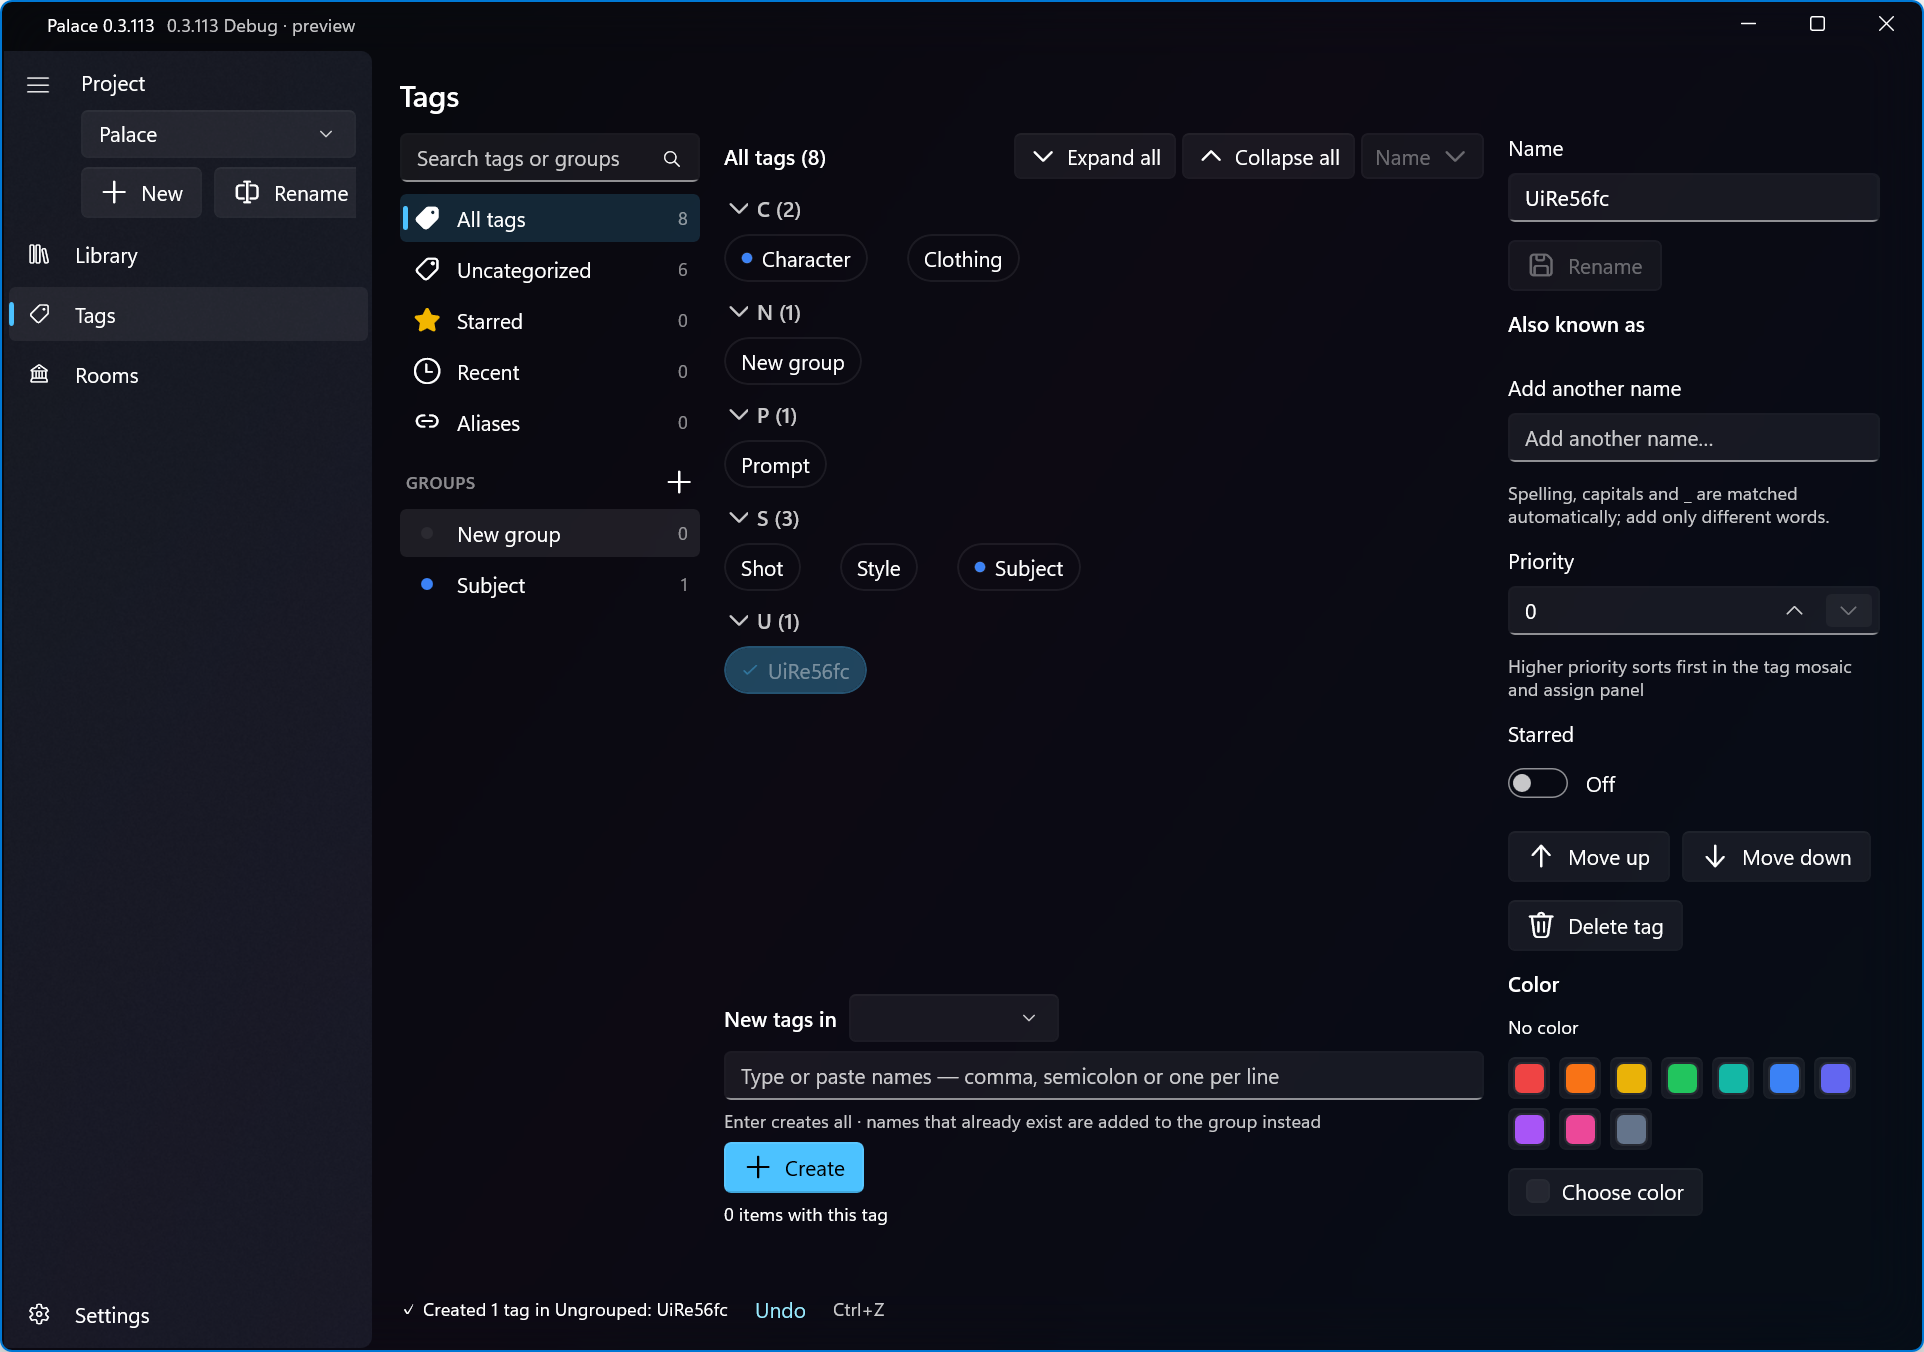 Palace 0.3.113 0.3.113 Debug · preview
Project
Palace
New
Rename
Library
Tags
Rooms
Settings
Tags
Search tags or groups
All tags 8
Uncategorized 6
Starred 0
Recent 0
Aliases 0
GROUPS
New group 0
Subject 1
All tags (8)
Expand all
Collapse all
Name
C (2)
Character
Clothing
N (1)
New group
P (1)
Prompt
S (3)
Shot
Style
Subject
U (1)
UiRe56fc
New tags in
Type or paste names — comma, semicolon or one per line
Enter creates all · names that already exist are added to the group instead
Create
0 items with this tag
Created 1 tag in Ungrouped: UiRe56fc Undo Ctrl+Z
Name
UiRe56fc
Rename
Also known as
Add another name
Add another name...
Spelling, capitals and _ are matched
automatically; add only different words.
Priority
0
Higher priority sorts first in the tag mosaic
and assign panel
Starred
Off
Move up
Move down
Delete tag
Color
No color
Choose color